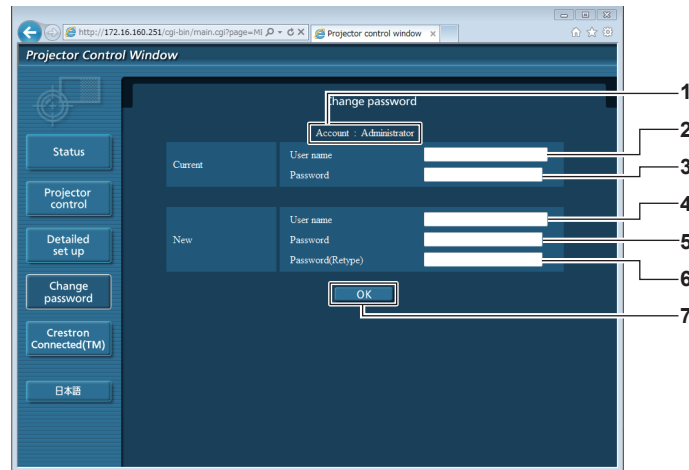 http://172.16.160.251/cgi-bin/main.cgi?page=MI
Projector control window
Projector Control Window
Change password
1
Account : Administrator
2
Status
Current
User name
Password
3
Projector
control
4
New
User name
Password
5
Password(Retype)
6
Detailed
set up
Change
password
OK
7
Crestron
Connected(TM)
日本語